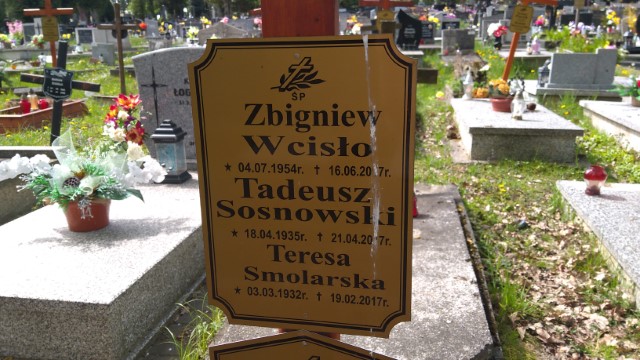 ŚP
Zbigniew
Wcisło
★ 04.07.1954r. † 16.06.2017r.
Tadeusz
Sosnowski
★ 18.04.1935r. † 21.04.2017r.
Teresa
Smolarska
★ 03.03.1932r. † 19.02.2017r.